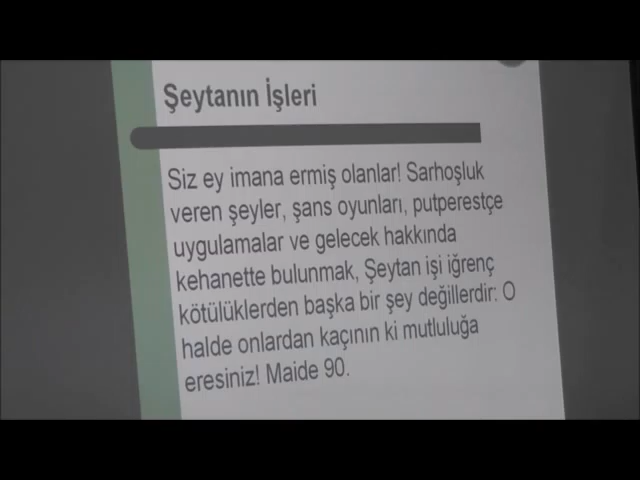 Şeytanın İşleri
Siz ey imana ermiş olanlar! Sarhoşluk
veren şeyler, şans oyunları, putperestçe
uygulamalar ve gelecek hakkında
kehanette bulunmak, Şeytan işi iğrenç
kötülüklerden başka bir şey değillerdir: O
halde onlardan kaçının ki mutluluğa
eresiniz! Maide 90.